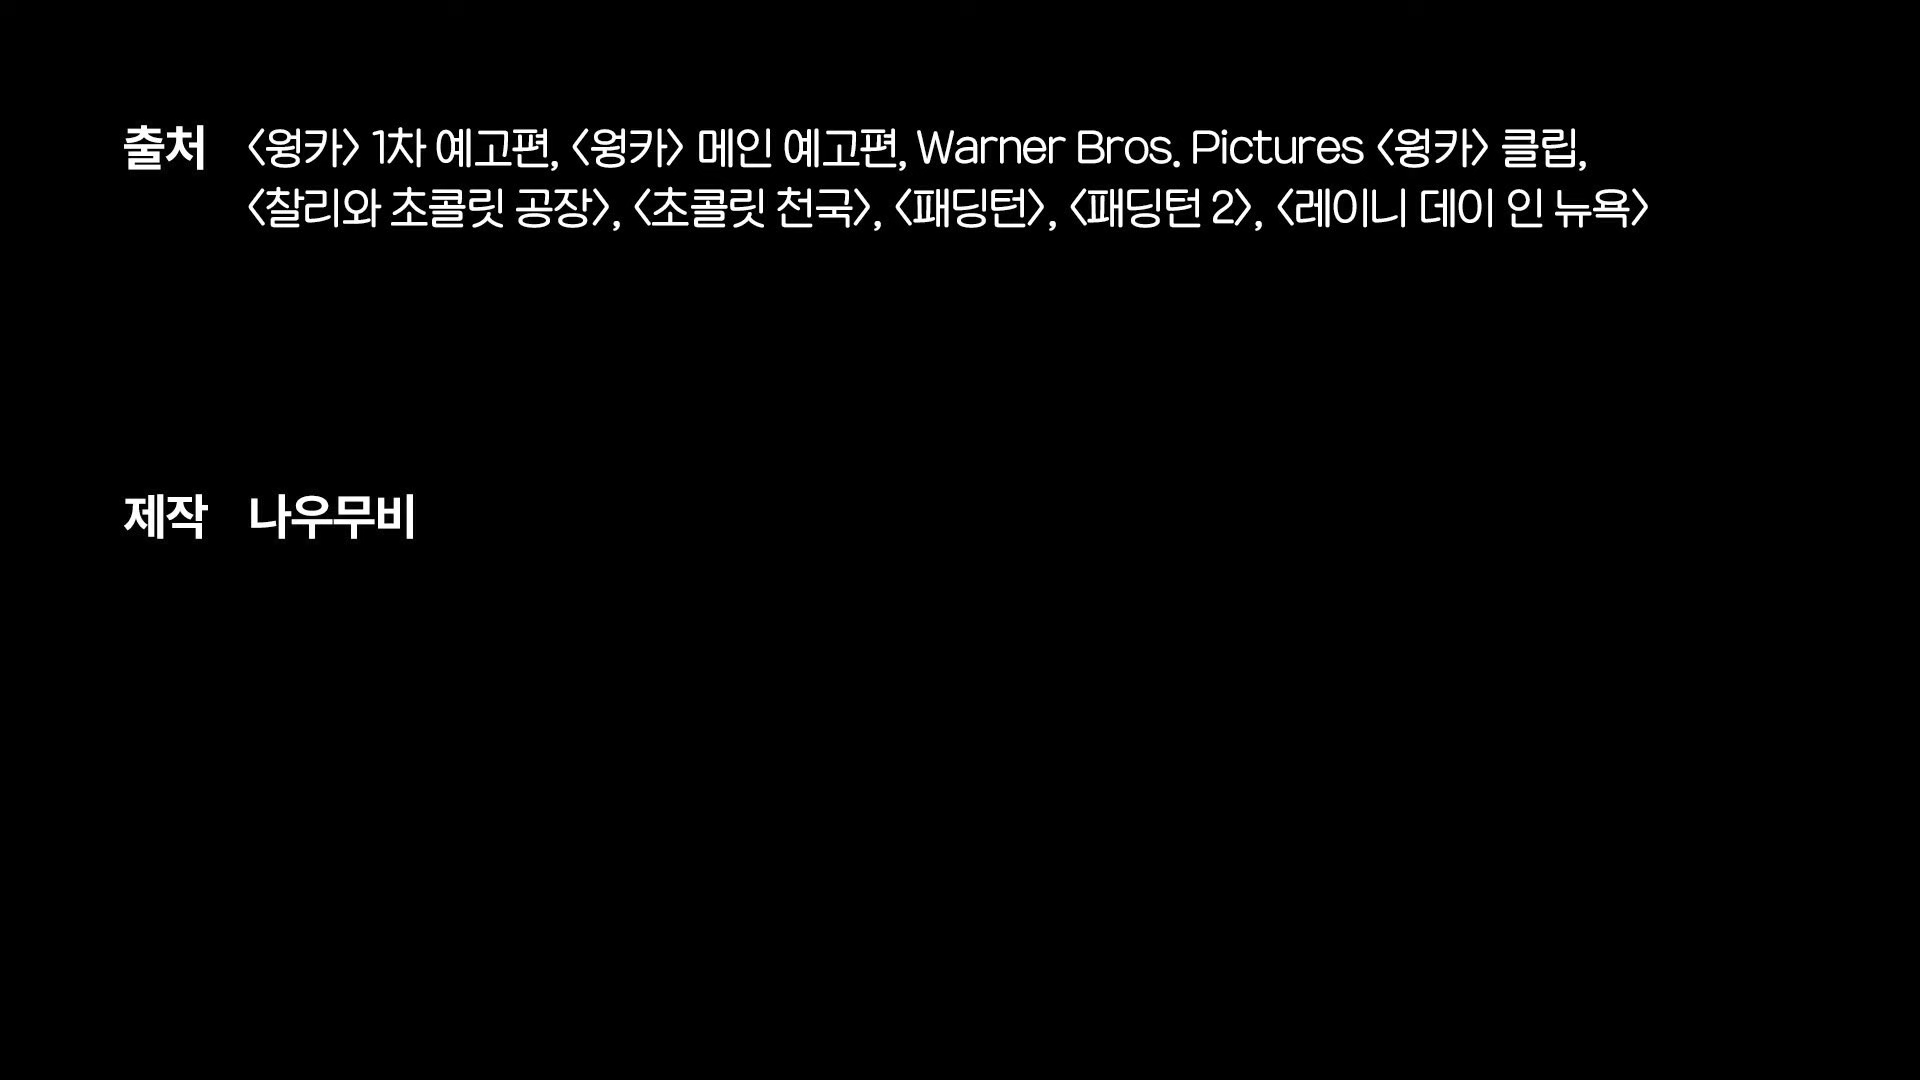 출처 〈웡카〉 1차 예고편, 〈웡카〉 메인 예고편, Warner Bros. Pictures 〈웡카〉 클립,
〈찰리와 초콜릿 공장〉, 〈초콜릿 천국〉, 〈패딩턴〉, 〈패딩턴 2〉, 〈레이니 데이 인 뉴욕〉
제작 나우무비